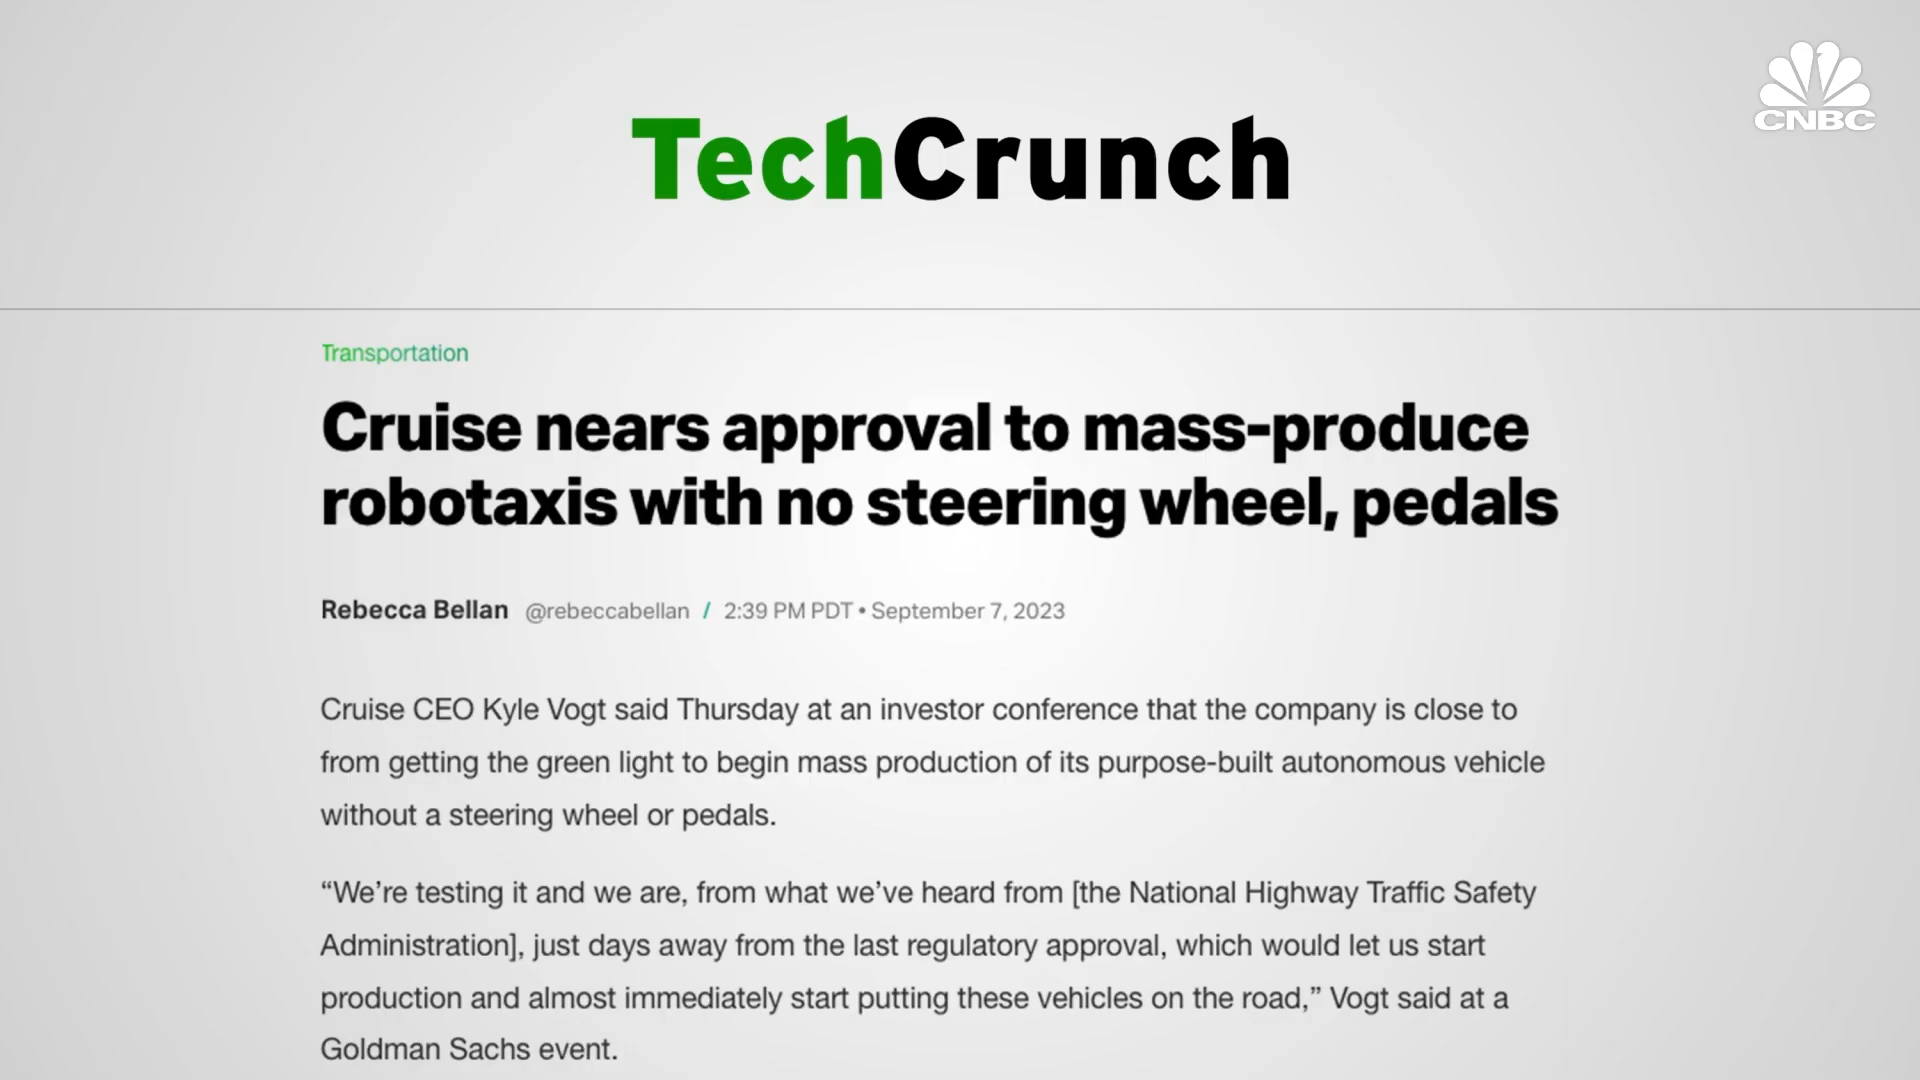 CNBC
TechCrunch
Transportation
Cruise nears approval to mass-produce
robotaxis with no steering wheel, pedals
Rebecca Bellan @rebeccabellan / 2:39 PM PDT • September 7, 2023
Cruise CEO Kyle Vogt said Thursday at an investor conference that the company is close to
from getting the green light to begin mass production of its purpose-built autonomous vehicle
without a steering wheel or pedals.
“We’re testing it and we are, from what we’ve heard from [the National Highway Traffic Safety
Administration], just days away from the last regulatory approval, which would let us start
production and almost immediately start putting these vehicles on the road,” Vogt said at a
Goldman Sachs event.